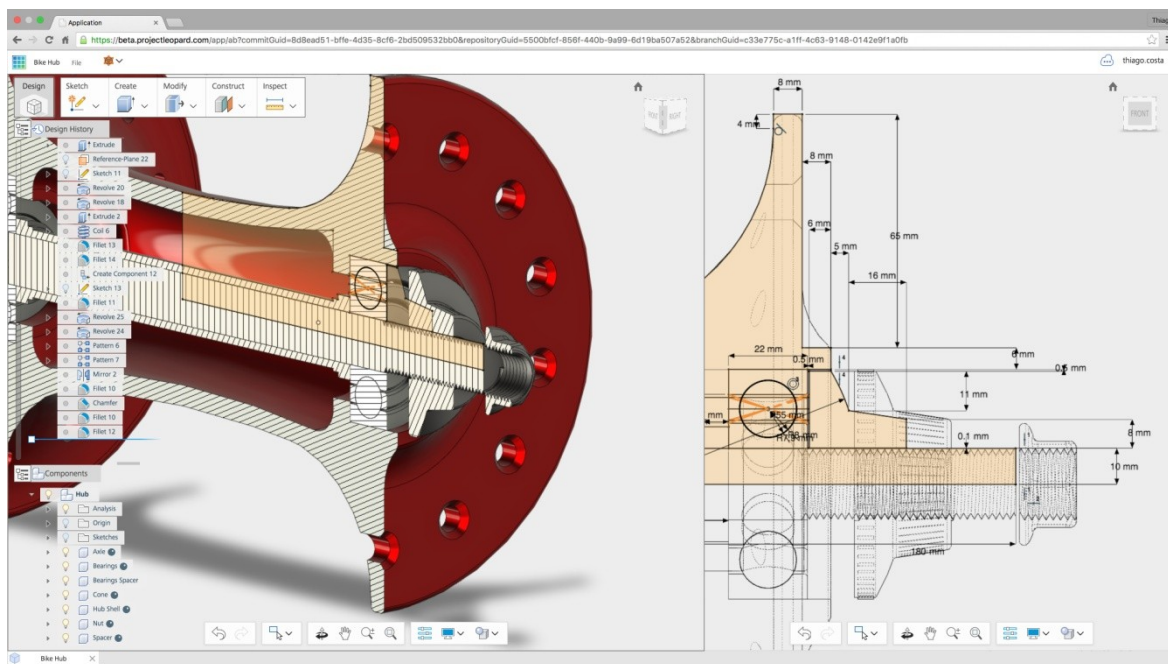 Application
Thiag
https://beta.projectleopard.com/app/ab?commitGuid=8d8ead51-bffe-4d35-8cf6-2bd509532bb0&repositoryGuid=5500bfcf-856f-440b-9a99-6d19ba507a52&branchGuid=c33e775c-a1ff-4c63-9148-0142e9f1a0fb
Bike Hub File
thiago.costa
Design Sketch Create Modify Construct Inspect
Design History
Extrude
Reference-Plane 22
Sketch 11
Revolve 20
Revolve 18
Extrude 2
Coil 6
Fillet 13
Fillet 14
Create Component 12
Sketch 13
Fillet 11
Revolve 25
Revolve 24
Pattern 6
Pattern 7
Mirror 2
Fillet 10
Chamfer
Fillet 10
Fillet 12
Components
Hub
Analysis
Origin
Sketches
Axle
Bearings
Bearings Spacer
Cone
Hub Shell
Nut
Spacer
FRONT RIGHT
FRONT
8 mm
4 mm
8 mm
6 mm
65 mm
5 mm
16 mm
22 mm
0.5 mm
6 mm
0.5 mm
11 mm
mm
8 mm
0.1 mm
10 mm
180 mm
Bike Hub